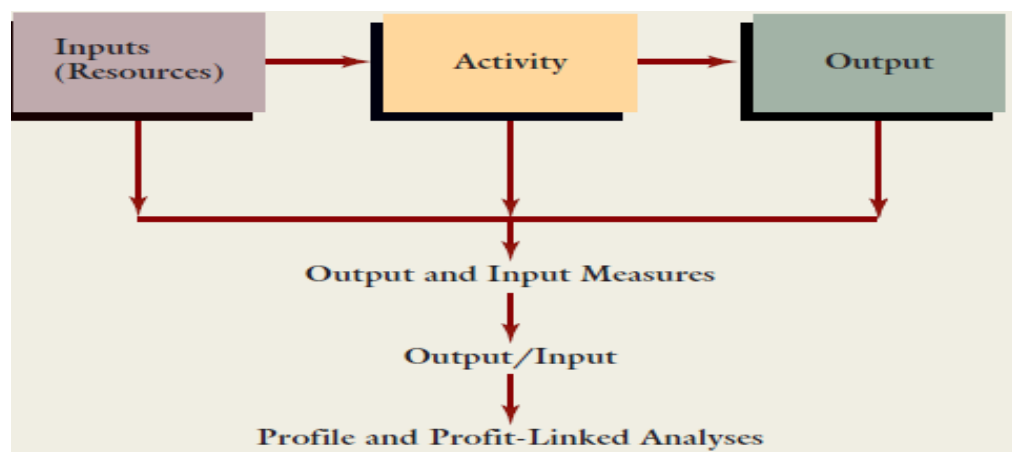 Inputs
(Resources)
Activity
Output
Output and Input Measures
Output/Input
Profile and Profit-Linked Analyses